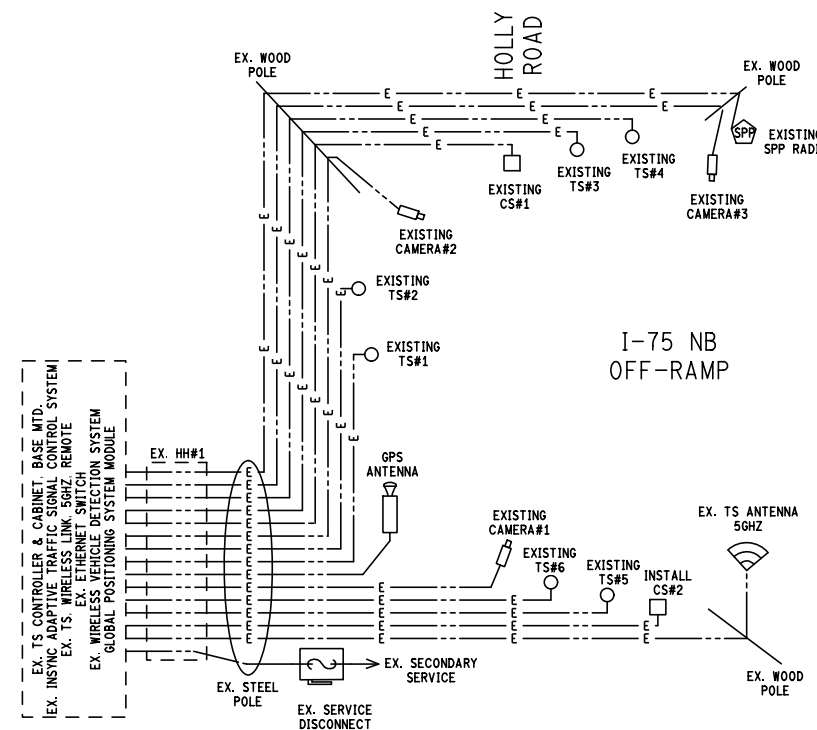 HOLLY
ROAD
EX. WOOD
POLE
EX. WOOD
POLE
E E E
E E E
E E
E
E
SPP
EXISTING
SPP RADI
EXISTING
TS#4
EXISTING
TS#3
EXISTING
CS#1
EXISTING
CAMERA#3
EXISTING
CAMERA#2
E
E
E
E
E
E
E
EXISTING
TS#2
I-75 NB
OFF-RAMP
EXISTING
TS#1
E
E
E
E
E
E
E
E
EX. TS CONTROLLER & CABINET, BASE MTD.
EX. INSYNC ADAPTIVE TRAFFIC SIGNAL CONTROL SYSTEM
EX. TS. WIRELESS LINK, 5GHZ, REMOTE
EX. ETHERNET SWITCH
EX. WIRELESS VEHICLE DETECTION SYSTEM
GLOBAL POSITIONING SYSTEM MODULE
EX. HH#1
GPS
ANTENNA
E
E
E
E
E
E
E
E
E
E E
E E E
E E E
E E E E
E E E E
EXISTING
CAMERA#1
EXISTING
TS#6
EXISTING
TS#5
INSTALL
CS#2
EX. TS ANTENNA
5GHZ
EX. WOOD
POLE
EX. SECONDARY
SERVICE
EX. STEEL
POLE
EX. SERVICE
DISCONNECT